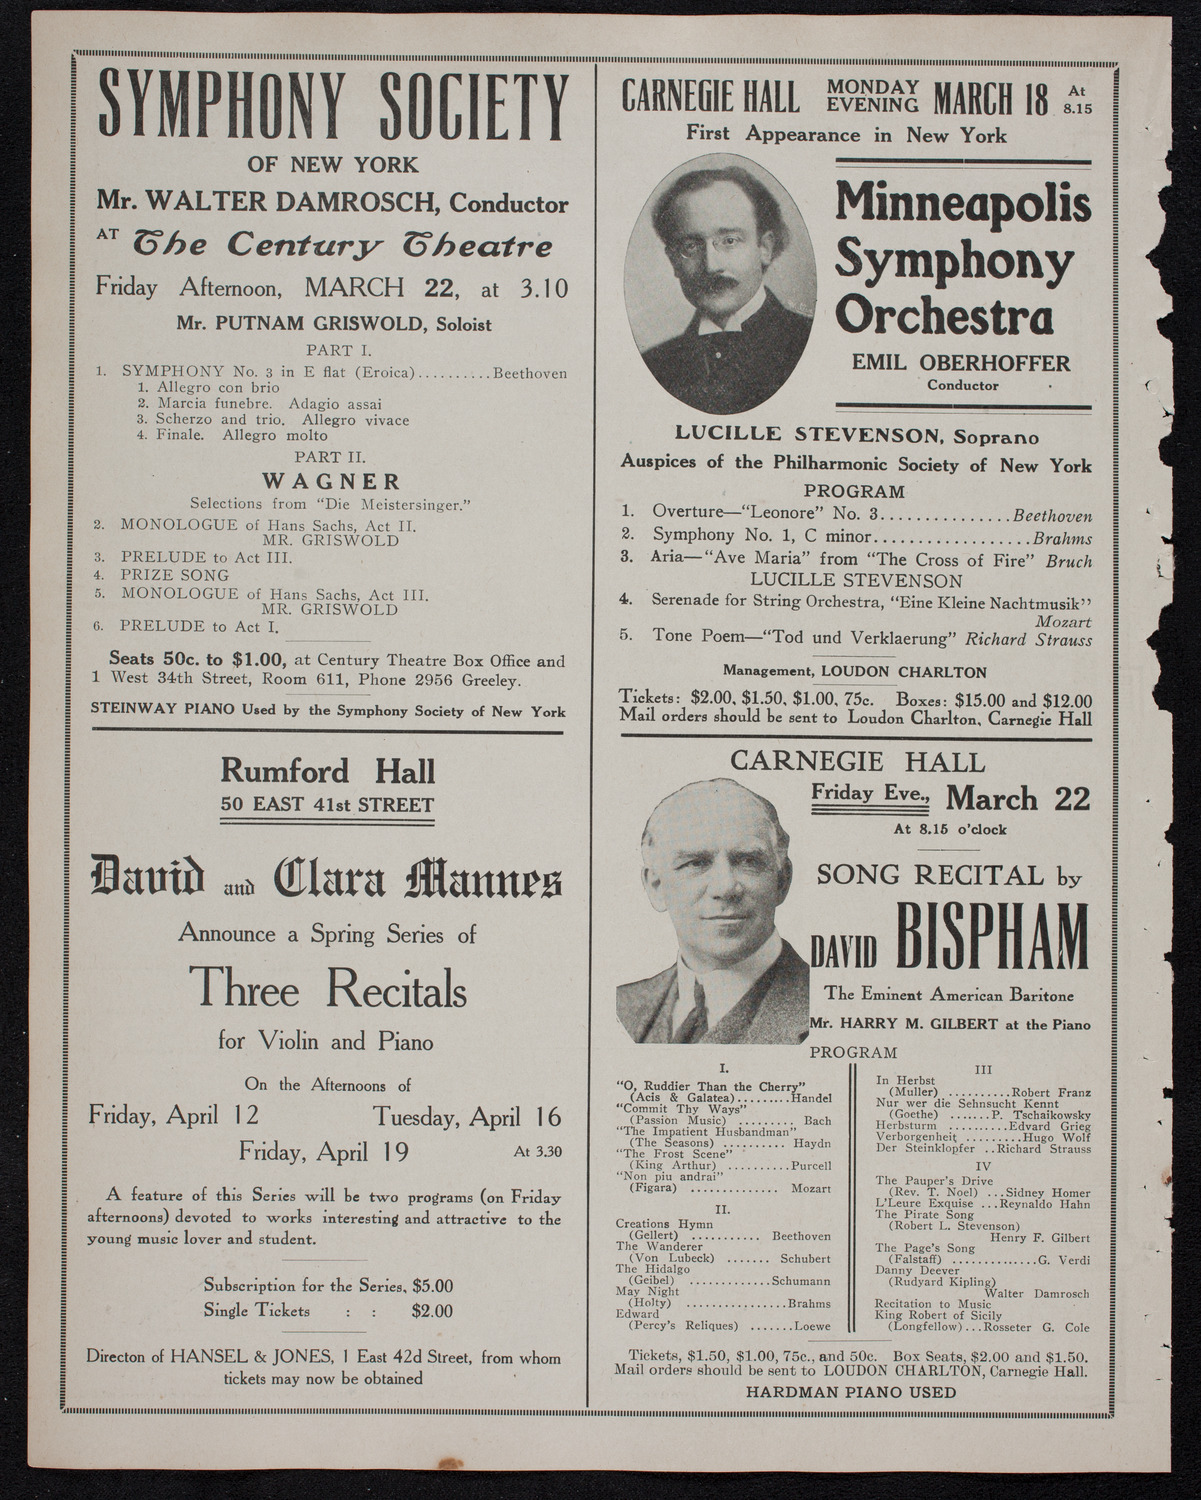 SYMPHONY SOCIETY
OF NEW YORK
Mr. WALTER DAMROSCH, Conductor
AT The Century Theatre
Friday Afternoon, MARCH 22, at 3.10
Mr. PUTNAM GRISWOLD, Soloist
PART I.
1. SYMPHONY No. 3 in E flat (Eroica)..........Beethoven
1. Allegro con brio
2. Marcia funebre. Adagio assai
3. Scherzo and trio. Allegro vivace
4. Finale. Allegro molto
PART II.
WAGNER
Selections from "Die Meistersinger."
2. MONOLOGUE of Hans Sachs, Act II.
MR. GRISWOLD
3. PRELUDE to Act III.
4. PRIZE SONG
5. MONOLOGUE of Hans Sachs, Act III.
MR. GRISWOLD
6. PRELUDE to Act I.
Seats 50c. to $1.00, at Century Theatre Box Office and
1 West 34th Street, Room 611, Phone 2956 Greeley.
STEINWAY PIANO Used by the Symphony Society of New York
Rumford Hall
50 EAST 41st STREET
David and Clara Mannes
Announce a Spring Series of
Three Recitals
for Violin and Piano
On the Afternoons of
Friday, April 12 Tuesday, April 16
Friday, April 19 At 3.30
A feature of this Series will be two programs (on Friday
afternoons) devoted to works interesting and attractive to the
young music lover and student.
Subscription for the Series, $5.00
Single Tickets : : $2.00
Directon of HANSEL & JONES, 1 East 42d Street, from whom
tickets may now be obtained
CARNEGIE HALL MONDAY EVENING MARCH 18 At 8.15
First Appearance in New York
Minneapolis
Symphony
Orchestra
EMIL OBERHOFFER
Conductor
LUCILLE STEVENSON, Soprano
Auspices of the Philharmonic Society of New York
PROGRAM
1. Overture—"Leonore" No. 3...............Beethoven
2. Symphony No. 1, C minor..................Brahms
3. Aria—"Ave Maria" from "The Cross of Fire" Bruch
LUCILLE STEVENSON
4. Serenade for String Orchestra, "Eine Kleine Nachtmusik"
Mozart
5. Tone Poem—"Tod und Verklaerung" Richard Strauss
Management, LOUDON CHARLTON
Tickets: $2.00, $1.50, $1.00, 75c. Boxes: $15.00 and $12.00
Mail orders should be sent to Loudon Charlton, Carnegie Hall
CARNEGIE HALL
Friday Eve., March 22
At 8.15 o'clock
SONG RECITAL by
DAVID BISPHAM
The Eminent American Baritone
Mr. HARRY M. GILBERT at the Piano
PROGRAM
I.
"O, Ruddier Than the Cherry"
(Acis & Galatea).........Handel
"Commit Thy Ways"
(Passion Music) ......... Bach
"The Impatient Husbandman"
(The Seasons) .......... Haydn
"The Frost Scene"
(King Arthur) ..........Purcell
"Non piu andrai"
(Figara) .............. Mozart
II.
Creations Hymn
(Gellert) ........... Beethoven
The Wanderer
(Von Lubeck) ....... Schubert
The Hidalgo
(Geibel) .............Schumann
May Night
(Holty) ................Brahms
Edward
(Percy's Reliques) .......Loewe
III
In Herbst
(Muller) ..........Robert Franz
Nur wer die Sehnsucht Kennt
(Goethe) .......P. Tschaikowsky
Herbsturm ..........Edvard Grieg
Verborgenheit .........Hugo Wolf
Der Steinklopfer ..Richard Strauss
IV
The Pauper's Drive
(Rev. T. Noel) ...Sidney Homer
L'Leure Exquise ...Reynaldo Hahn
The Pirate Song
(Robert L. Stevenson)
Henry F. Gilbert
The Page's Song
(Falstaff) ..............G. Verdi
Danny Deever
(Rudyard Kipling)
Walter Damrosch
Recitation to Music
King Robert of Sicily
(Longfellow)...Rosseter G. Cole
Tickets, $1.50, $1.00, 75c., and 50c. Box Seats, $2.00 and $1.50.
Mail orders should be sent to LOUDON CHARLTON, Carnegie Hall.
HARDMAN PIANO USED